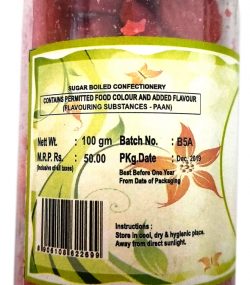 SUGAR BOILED CONFECTIONERY
CONTAINS PERMITTED FOOD COLOUR AND ADDED FLAVOUR
(FLAVOURING SUBSTANCES - PAAN)
Nett Wt. : 100 gm Batch No. : B5A
M.R.P. Rs. : 50.00 PKg.Date : Dec, 2019
(Inclusive of all taxes)
Best Before One Year
From Date of Packaging
Instructions :
Store in cool, dry & hygienic place.
Away from direct sunlight.
8906108622699